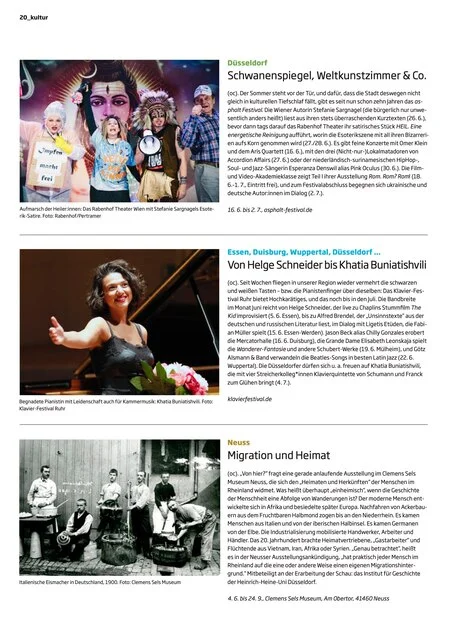 20_kultur
Düsseldorf
Schwanenspiegel, Weltkunstzimmer & Co.
(oc). Der Sommer steht vor der Tür, und dafür, dass die Stadt deswegen nicht
gleich in kulturellen Tiefschlaf fällt, gibt es seit nun schon zehn Jahren das as-
phalt Festival. Die Wiener Autorin Stefanie Sargnagel (die bürgerlich nun unwe-
sentlich anders heißt) liest aus ihren stets überraschenden Kurztexten (26.6.),
bevor dann tags darauf das Rabenhof Theater ihr satirisches Stück HEIL. Eine
energetische Reinigung aufführt, worin die Esoterikszene mit all ihren Bizarreri-
en aufs Korn genommen wird (27./28. 6.). Es gibt feine Konzerte mit Omer Klein
und dem Aris Quartett (16. 6.), mit den (Nicht-nur-)Lokalmatadoren von
Accordion Affairs (27. 6.) oder der niederländisch-surinamesischen HipHop-,
Soul- und Jazz-Sängerin Esperanza Denswil alias Pink Oculus (30. 6.). Die Film-
und Video-Akademieklasse zeigt Teil I ihrer Ausstellung Rom. Rom? Rom! (18.
6.-1. 7., Eintritt frei), und zum Festivalabschluss begegnen sich ukrainische und
deutsche Autor:innen im Dialog (2. 7.).
16. 6. bis 2. 7., asphalt-festival.de
impfen
macht
frei
Aufmarsch der Heiler:innen: Das Rabenhof Theater Wien mit Stefanie Sargnagels Esote-
rik-Satire. Foto: Rabenhof/Pertramer
Essen, Duisburg, Wuppertal, Düsseldorf ...
Von Helge Schneider bis Khatia Buniatishvili
(oc). Seit Wochen fliegen in unserer Region wieder vermehrt die schwarzen
und weißen Tasten – bzw. die Pianistenfinger über dieselben: Das Klavier-Fes-
tival Ruhr bietet Hochkarätiges, und das noch bis in den Juli. Die Bandbreite
im Monat Juni reicht von Helge Schneider, der live zu Chaplins Stummfilm The
Kid improvisiert (5. 6. Essen), bis zu Alfred Brendel, der „Unsinnstexte" aus der
deutschen und russischen Literatur liest, im Dialog mit Ligetis Etüden, die Fabi-
an Müller spielt (15. 6. Essen-Werden). Jason Beck alias Chilly Gonzales erobert
die Mercatorhalle (16. 6. Duisburg), die Grande Dame Elisabeth Leonskaja spielt
die Wanderer-Fantasie und andere Schubert-Werke (19. 6. Mülheim), und Götz
Alsmann & Band verwandeln die Beatles-Songs in besten Latin Jazz (22. 6.
Wuppertal). Die Düsseldorfer dürfen sich u. a. freuen auf Khatia Buniatishvili,
die mit vier Streicherkolleg*innen Klavierquintette von Schumann und Franck
zum Glühen bringt (4. 7.).
klavierfestival.de
Begnadete Pianistin mit Leidenschaft auch für Kammermusik: Khatia Buniatishvili. Foto:
Klavier-Festival Ruhr
Neuss
Migration und Heimat
(oc). „Von hier?" fragt eine gerade anlaufende Ausstellung im Clemens Sels
Museum Neuss, die sich den „Heimaten und Herkünften" der Menschen im
Rheinland widmet. Was heißt überhaupt „einheimisch", wenn die Geschichte
der Menschheit eine Abfolge von Wanderungen ist? Der moderne Mensch ent-
wickelte sich in Afrika und besiedelte später Europa. Nachfahren von Ackerbau-
ern aus dem Fruchtbaren Halbmond zogen bis an den Niederrhein. Es kamen
Menschen aus Italien und von der Iberischen Halbinsel. Es kamen Germanen
von der Elbe. Die Industrialisierung mobilisierte Handwerker, Arbeiter und
Händler. Das 20. Jahrhundert brachte Heimatvertriebene, „Gastarbeiter" und
Flüchtende aus Vietnam, Iran, Afrika oder Syrien. „Genau betrachtet", heißt
es in der Neusser Ausstellungsankündigung, „hat praktisch jeder Mensch im
Rheinland auf die eine oder andere Weise einen eigenen Migrationshinter-
grund." Mitbeteiligt an der Erarbeitung der Schau: das Institut für Geschichte
der Heinrich-Heine-Uni Düsseldorf.
4. 6. bis 24. 9., Clemens Sels Museum, Am Obertor, 41460 Neuss
Italienische Eismacher in Deutschland, 1900. Foto: Clemens Sels Museum